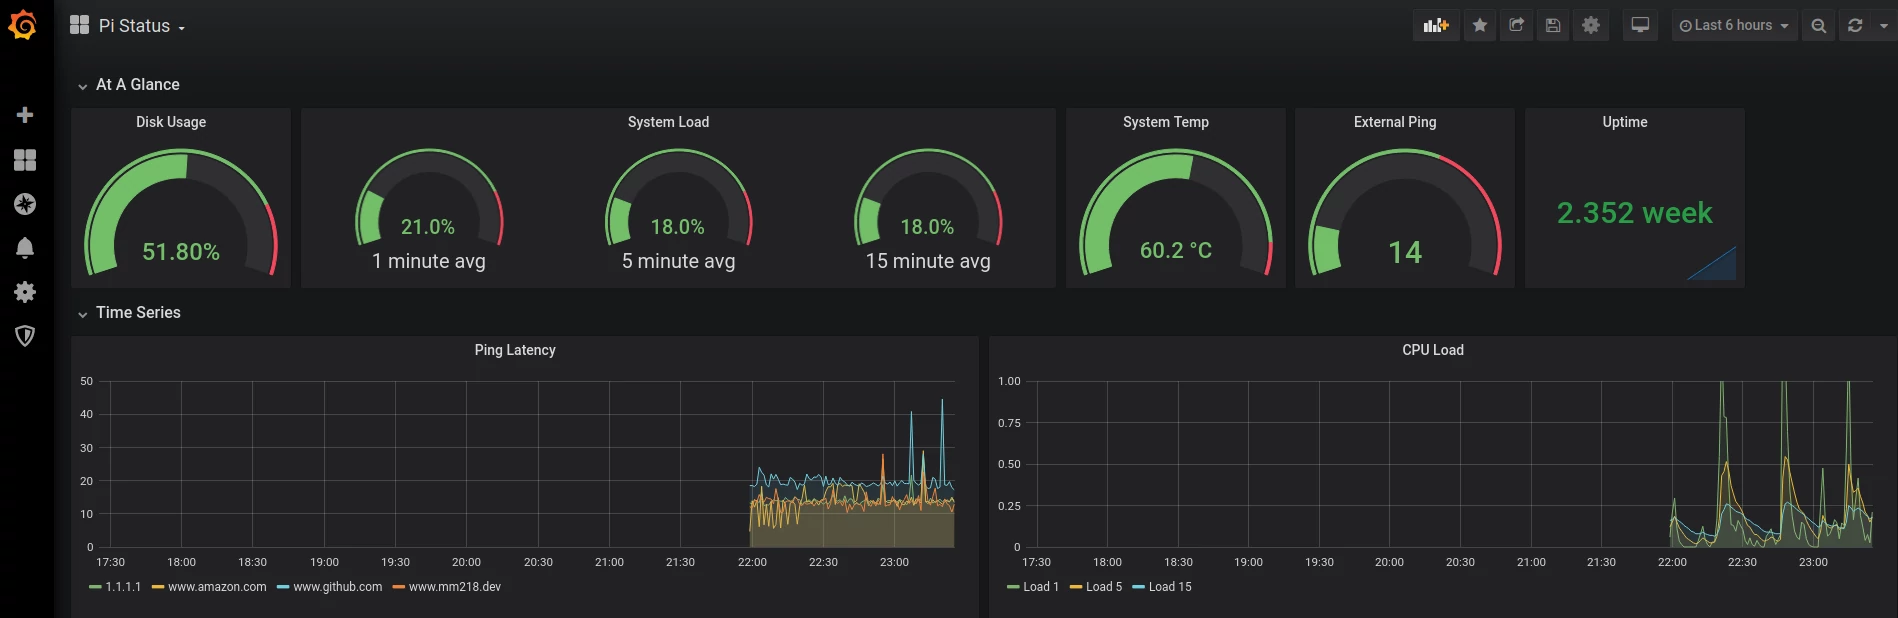 Pi Status
Last 6 hours
At A Glance
Disk Usage
51.80%
System Load
21.0%
1 minute avg
18.0%
5 minute avg
18.0%
15 minute avg
System Temp
60.2 °C
External Ping
14
Uptime
2.352 week
Time Series
Ping Latency
50
40
30
20
10
0
17:30 18:00 18:30 19:00 19:30 20:00 20:30 21:00 21:30 22:00 22:30 23:00
1.1.1.1 www.amazon.com www.github.com www.mm218.dev
CPU Load
1.00
0.75
0.50
0.25
0
17:30 18:00 18:30 19:00 19:30 20:00 20:30 21:00 21:30 22:00 22:30 23:00
Load 1 Load 5 Load 15